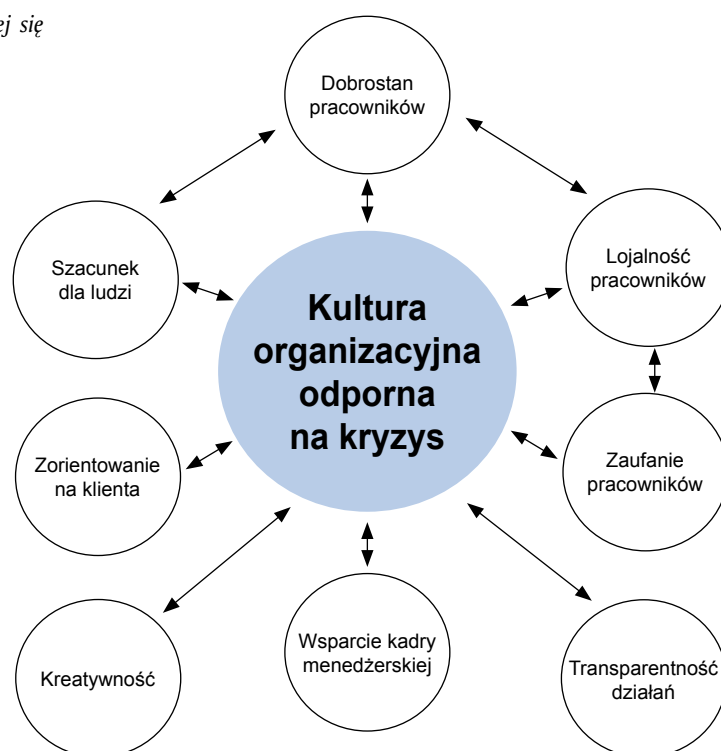 ej się
Dobrostan
pracowników
Szacunek
dla ludzi
Lojalność
pracowników
Kultura
organizacyjna
odporna
na kryzys
Zorientowanie
na klienta
Zaufanie
pracowników
Kreatywność
Wsparcie kadry
menedżerskiej
Transparentność
działań